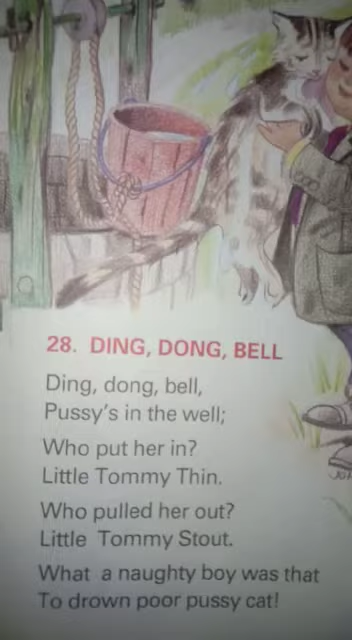 28. DING, DONG, BELL
Ding, dong, bell,
Pussy's in the well;
Who put her in?
Little Tommy Thin.
Who pulled her out?
Little Tommy Stout.
What a naughty boy was that
To drown poor pussy cat!